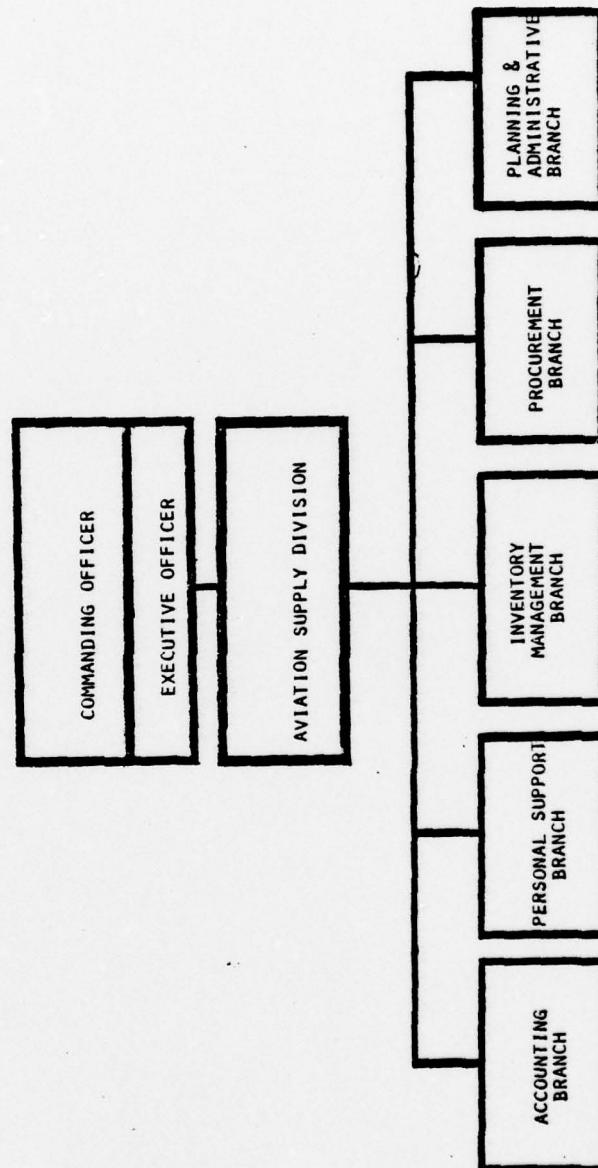 COMMANDING OFFICER
EXECUTIVE OFFICER
AVIATION SUPPLY DIVISION
ACCOUNTING
BRANCH
PERSONAL SUPPORT
BRANCH
INVENTORY
MANAGEMENT
BRANCH
PROCUREMENT
BRANCH
PLANNING &
ADMINISTRATIVE
BRANCH